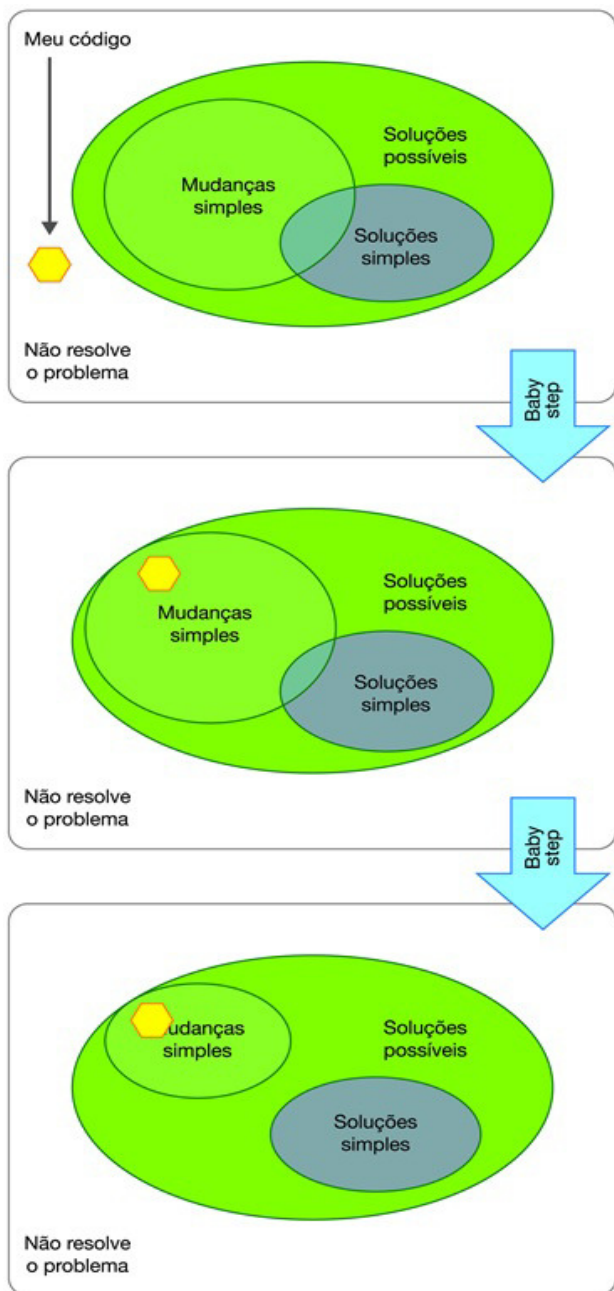 Meu código
Soluções
possíveis
Mudanças
simples
Soluções
simples
Não resolve
o problema
Baby
step
Soluções
possíveis
Mudanças
simples
Soluções
simples
Não resolve
o problema
Baby
step
Soluções
possíveis
udanças
simples
Soluções
simples
Não resolve
o problema